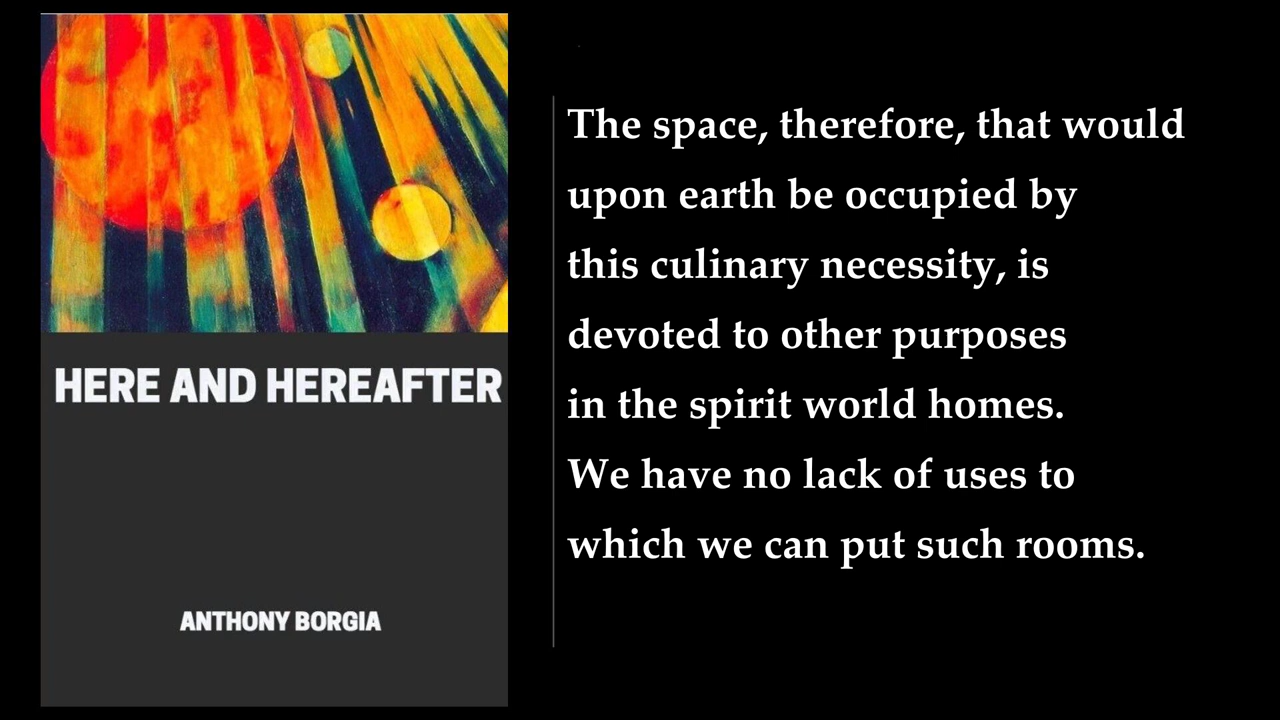 HERE AND HEREAFTER
ANTHONY BORGIA
The space, therefore, that would
upon earth be occupied by
this culinary necessity, is
devoted to other purposes
in the spirit world homes.
We have no lack of uses to
which we can put such rooms.